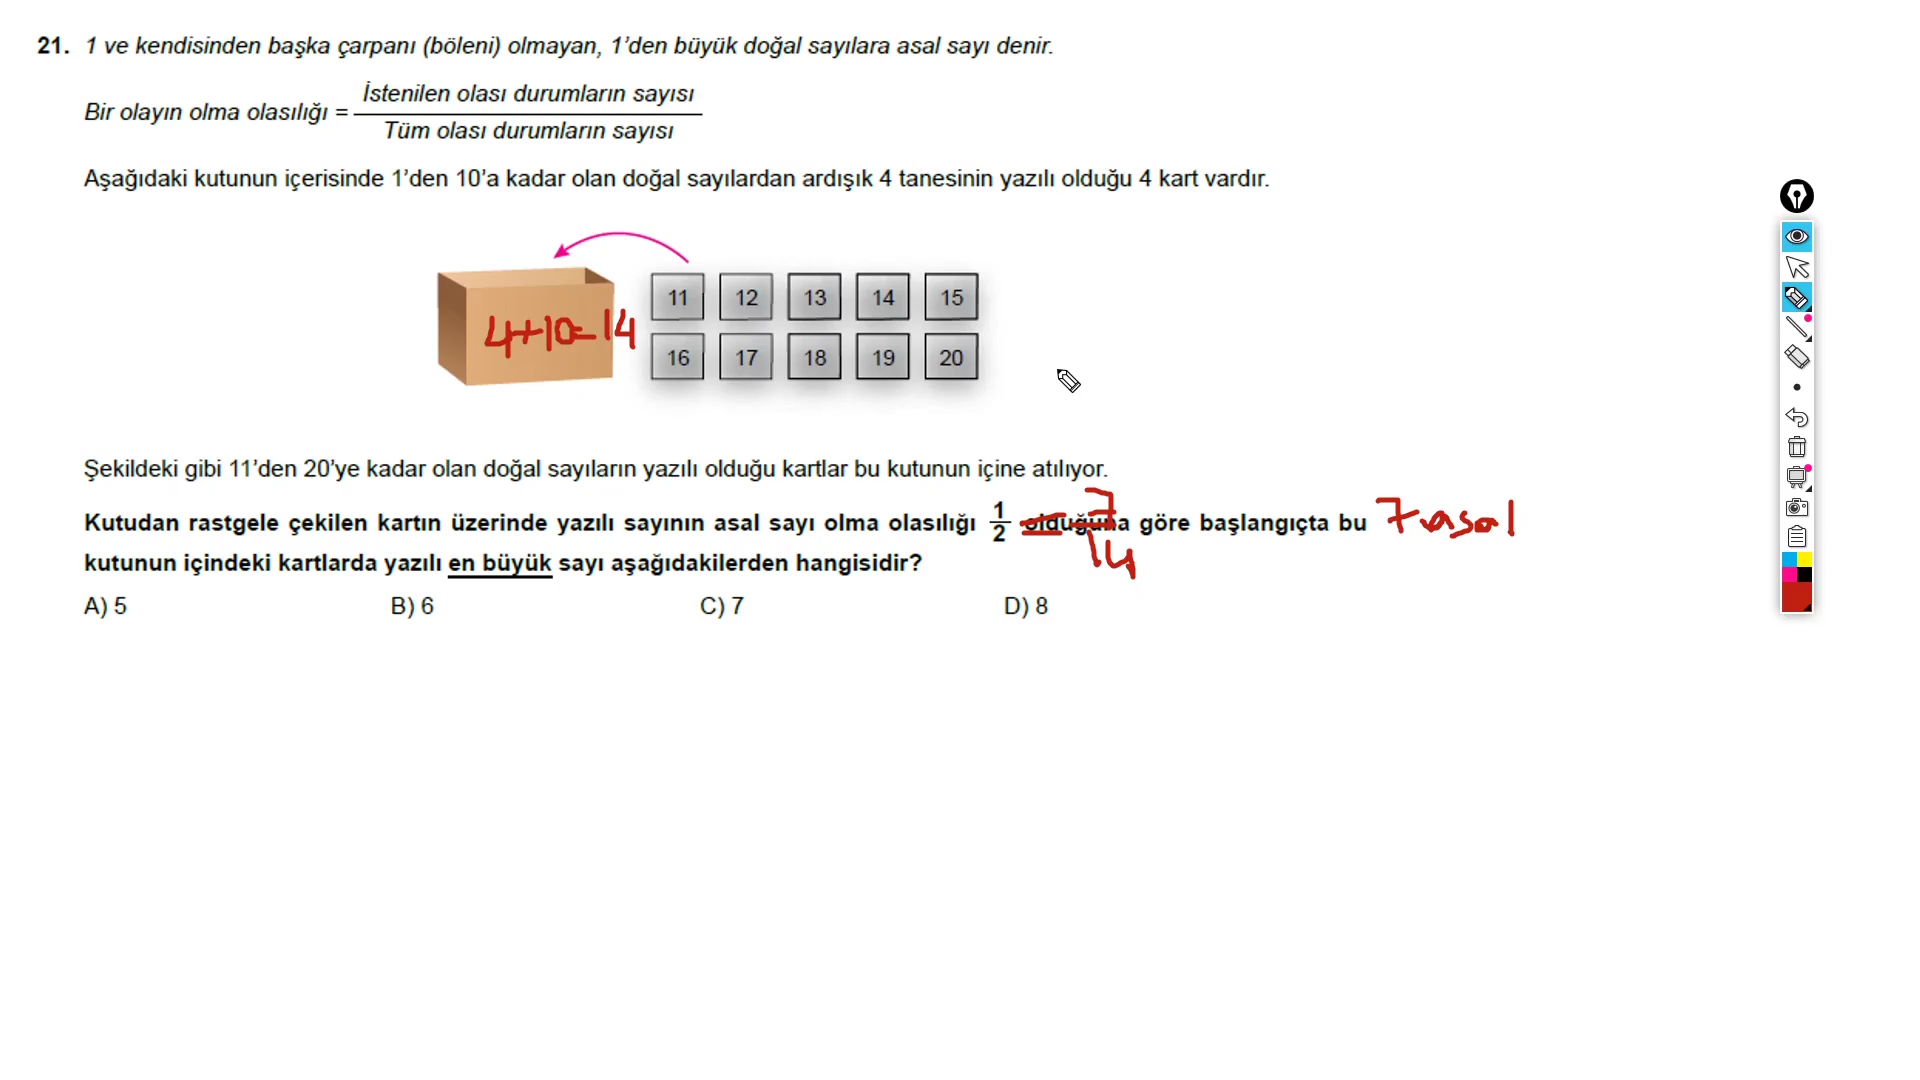 21. 1 ve kendisinden başka çarpanı (böleni) olmayan, 1'den büyük doğal sayılara asal sayı denir.
Bir olayın olma olasılığı = İstenilen olası durumların sayısı
Tüm olası durumların sayısı
Aşağıdaki kutunun içerisinde 1'den 10'a kadar olan doğal sayılardan ardışık 4 tanesinin yazılı olduğu 4 kart vardır.
4+10=14
11 12 13 14 15
16 17 18 19 20
Şekildeki gibi 11'den 20'ye kadar olan doğal sayıların yazılı olduğu kartlar bu kutunun içine atılıyor.
Kutudan rastgele çekilen kartın üzerinde yazılı sayının asal sayı olma olasılığı 1/2 olduğuna göre başlangıçta bu
= 7/14
7 asal
kutunun içindeki kartlarda yazılı en büyük sayı aşağıdakilerden hangisidir?
A) 5 B) 6 C) 7 D) 8